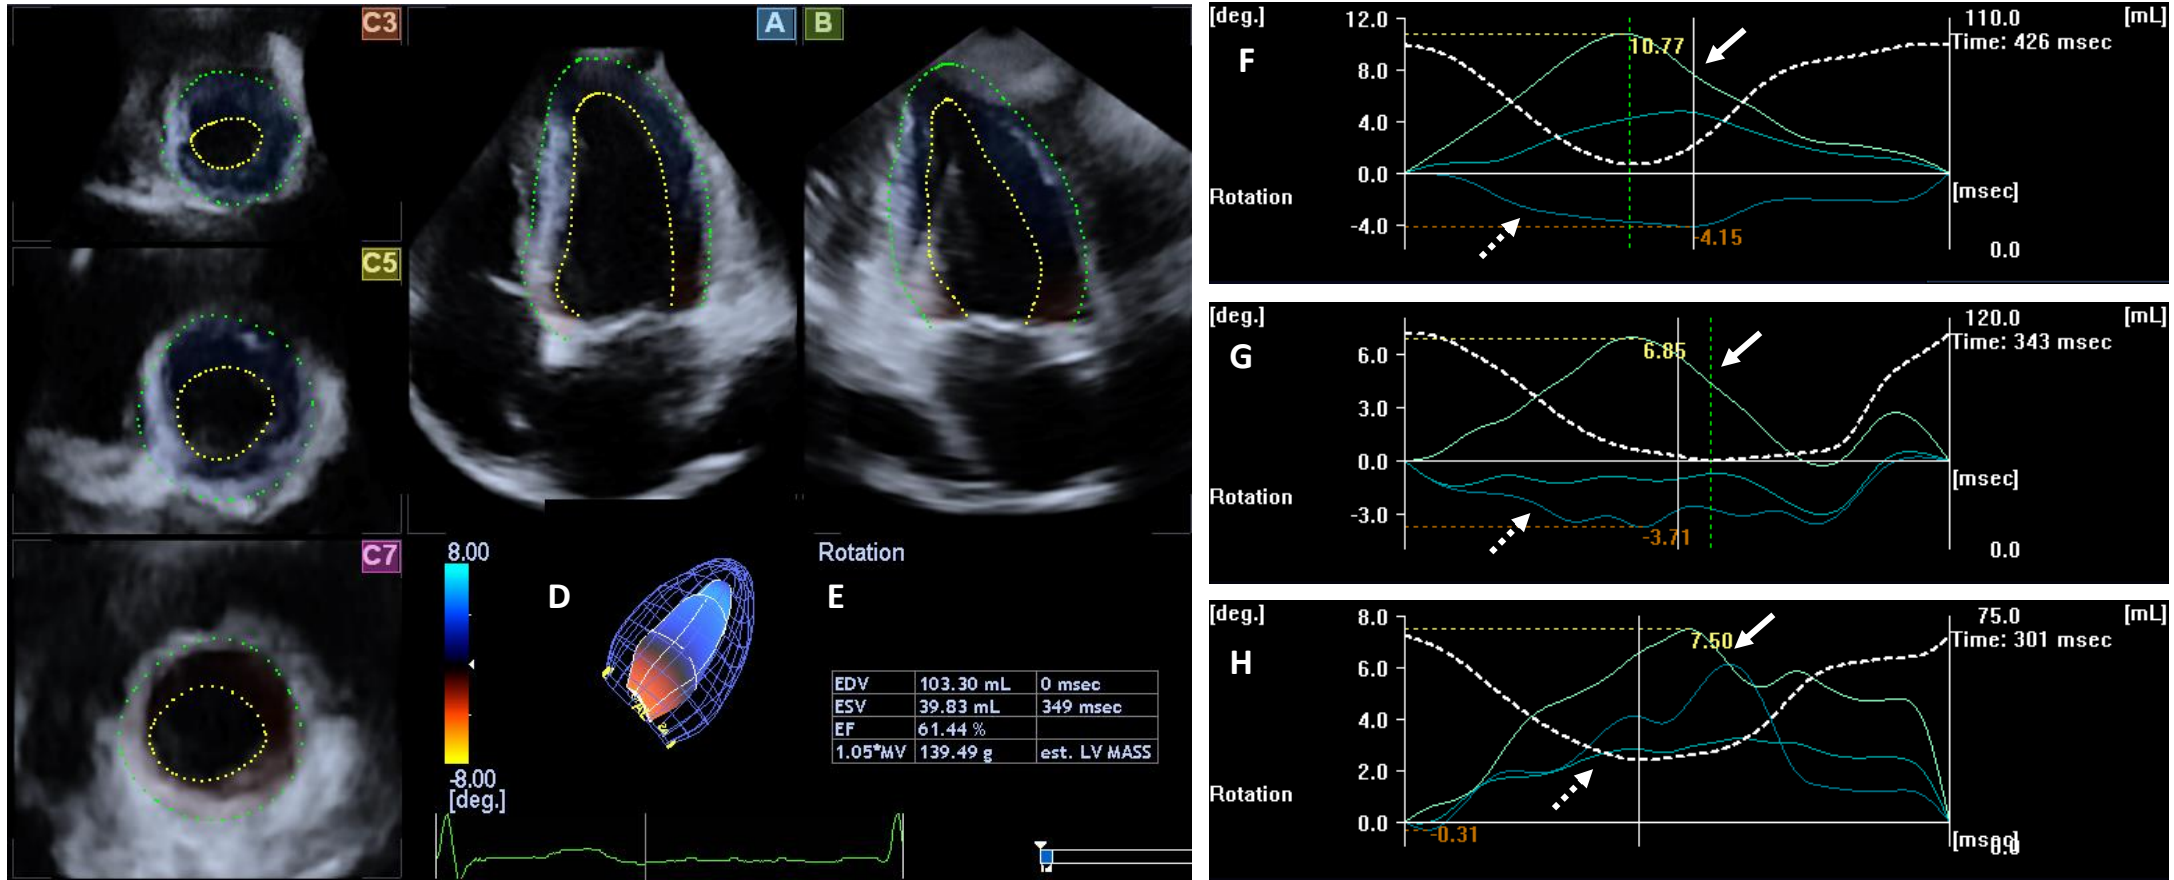 C3
A
B
C5
C7
8.00
-8.00
[deg.]
D
Rotation
E
EDV 103.30 mL 0 msec
ESV 39.83 mL 349 msec
EF 61.44 %
1.05*MV 139.49 g est. LV MASS
[deg.] 12.0 110.0 [mL]
F
10.77
Time: 426 msec
8.0
4.0
0.0
[msec]
Rotation
-4.0
-4.15
0.0
[deg.] 120.0 [mL]
G
6.85
Time: 343 msec
6.0
3.0
0.0
[msec]
Rotation
-3.0
-3.71
0.0
[deg.] 8.0 75.0 [mL]
H
7.50
Time: 301 msec
6.0
4.0
2.0
Rotation
0.0
-0.31
[msec]
0.0